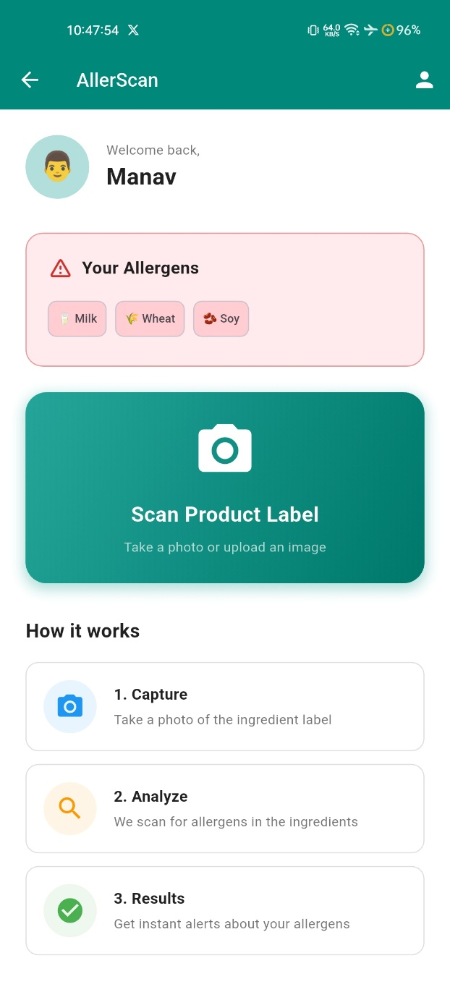 10:47:54 64.0 KB/S 96%
AllerScan
Welcome back,
Manav
Your Allergens
Milk Wheat Soy
Scan Product Label
Take a photo or upload an image
How it works
1. Capture
Take a photo of the ingredient label
2. Analyze
We scan for allergens in the ingredients
3. Results
Get instant alerts about your allergens